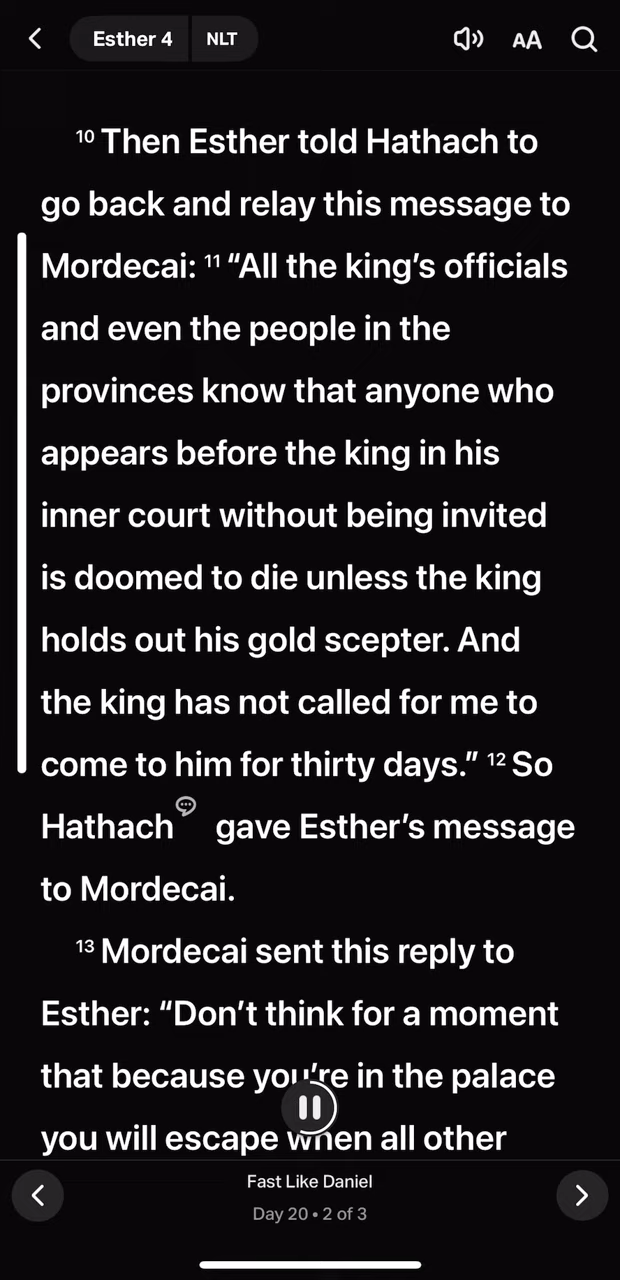 Esther 4 NLT AA
10 Then Esther told Hathach to
go back and relay this message to
Mordecai: 11 “All the king’s officials
and even the people in the
provinces know that anyone who
appears before the king in his
inner court without being invited
is doomed to die unless the king
holds out his gold scepter. And
the king has not called for me to
come to him for thirty days.” 12 So
Hathach gave Esther’s message
to Mordecai.
13 Mordecai sent this reply to
Esther: “Don’t think for a moment
that because you’re in the palace
you will escape when all other
Fast Like Daniel
Day 20 • 2 of 3